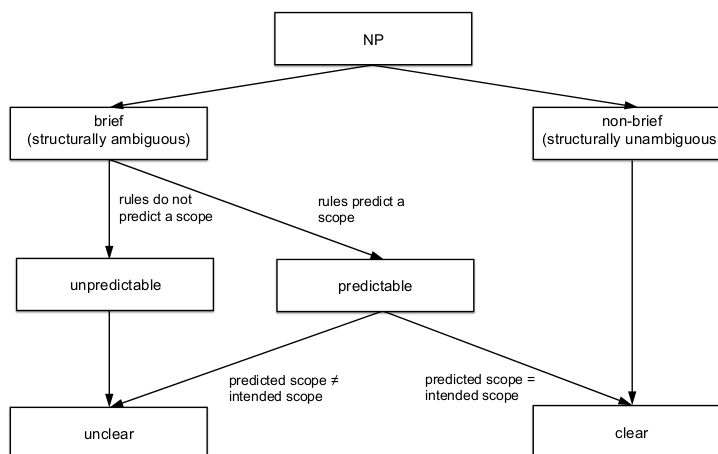 NP
brief
(structurally ambiguous)
non-brief
(structurally unambiguous
rules do not
predict a scope
rules predict a
scope
unpredictable
predictable
predicted scope ≠
intended scope
predicted scope =
intended scope
unclear
clear